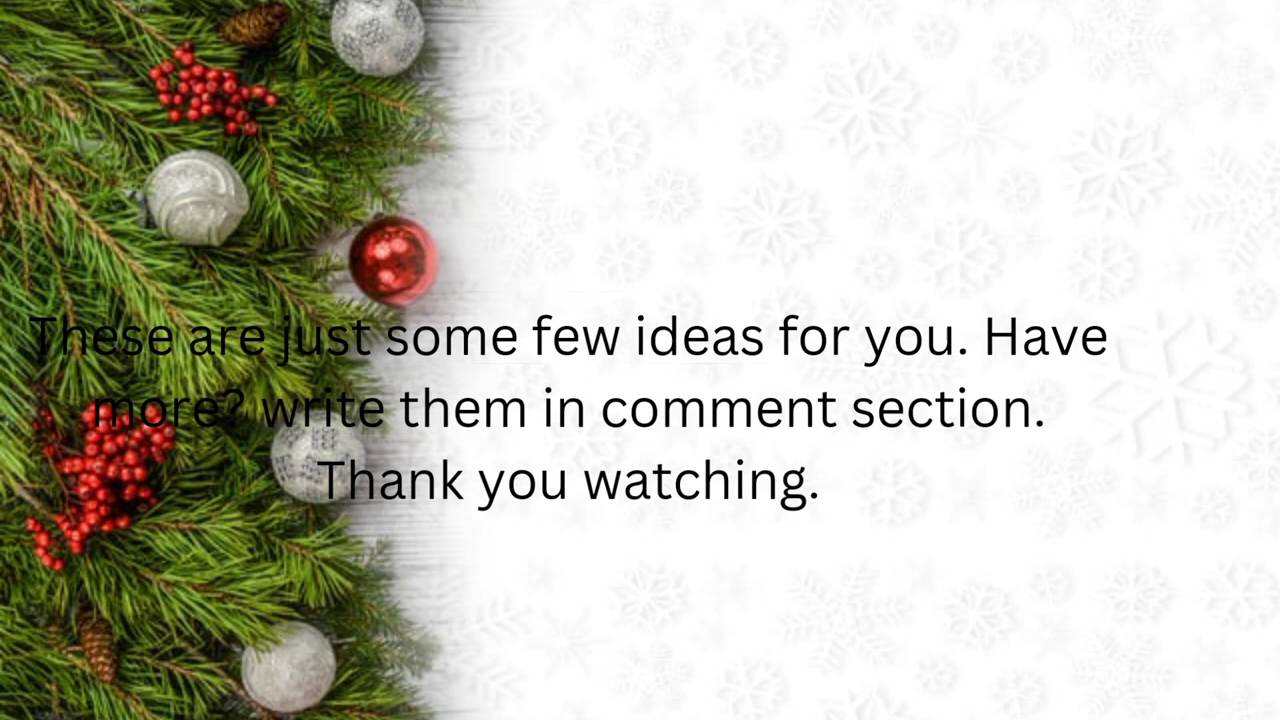 These are just some few ideas for you. Have
more? write them in comment section.
Thank you watching.